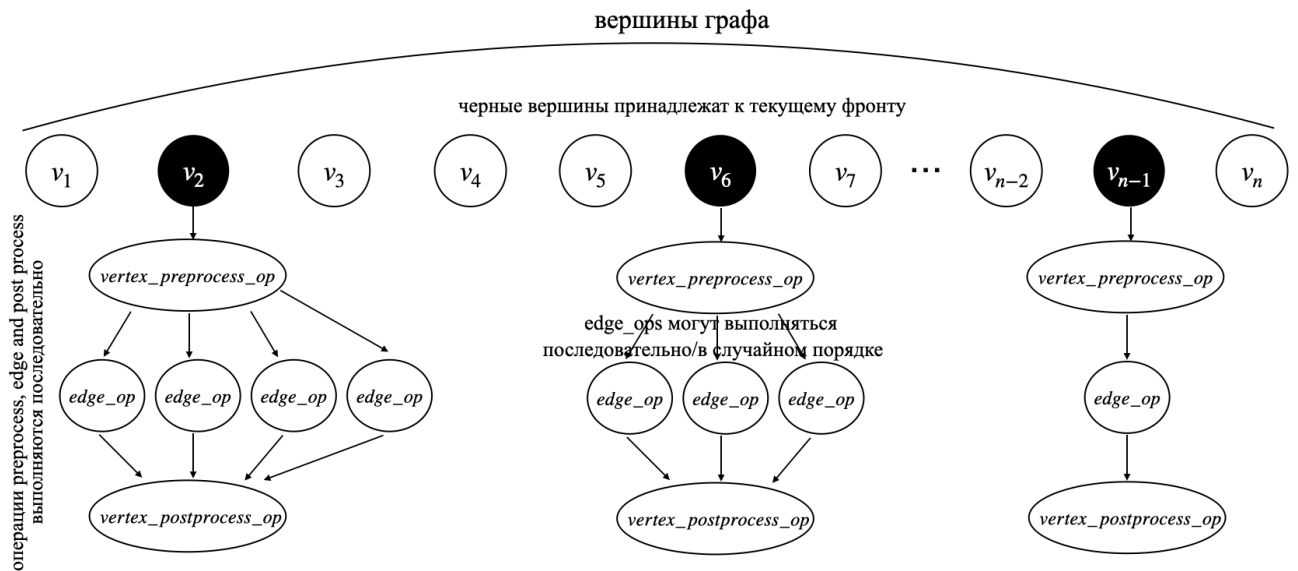 вершины графа
черные вершины принадлежат к текущему фронту
v1 v2 v3 v4 v5 v6 v7 ··· vn−2 vn−1 vn
операции preprocess, edge and post process
выполняются последовательно
vertex_preprocess_op vertex_preprocess_op vertex_preprocess_op
edge_ops могут выполняться
последовательно/в случайном порядке
edge_op edge_op edge_op edge_op edge_op edge_op edge_op edge_op
vertex_postprocess_op vertex_postprocess_op vertex_postprocess_op